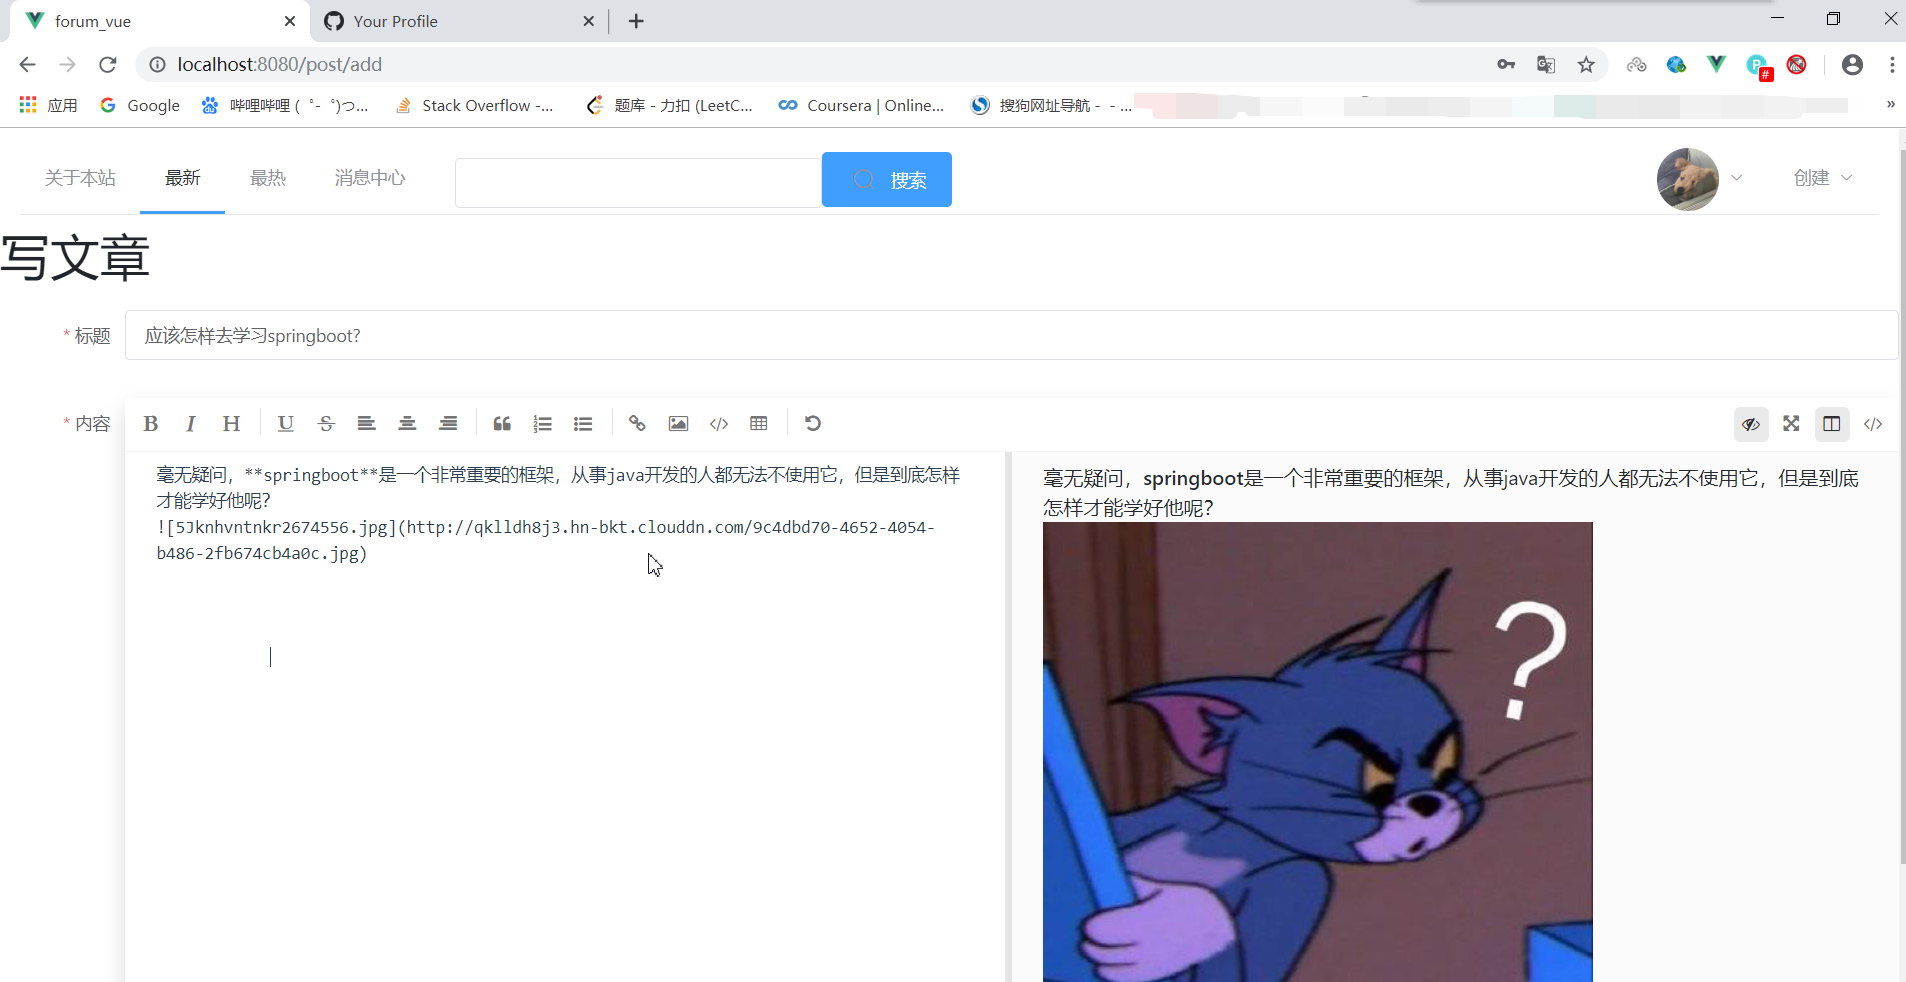 forum_vue
Your Profile
localhost:8080/post/add
应用
Google
哔哩哔哩 (゜-゜)つ...
Stack Overflow -...
题库 - 力扣 (LeetC...
Coursera | Online...
搜狗网址导航 - - ...
»
关于本站
最新
最热
消息中心
搜索
创建
写文章
* 标题
应该怎样去学习springboot?
* 内容
B I H U S
毫无疑问，**springboot**是一个非常重要的框架，从事java开发的人都无法不使用它，但是到底怎样
才能学好他呢？
![5Jknhvntnkr2674556.jpg](http://qklldh8j3.hn-bkt.clouddn.com/9c4dbd70-4652-4054-
b486-2fb674cb4a0c.jpg)
毫无疑问，springboot是一个非常重要的框架，从事java开发的人都无法不使用它，但是到底
怎样才能学好他呢？
?